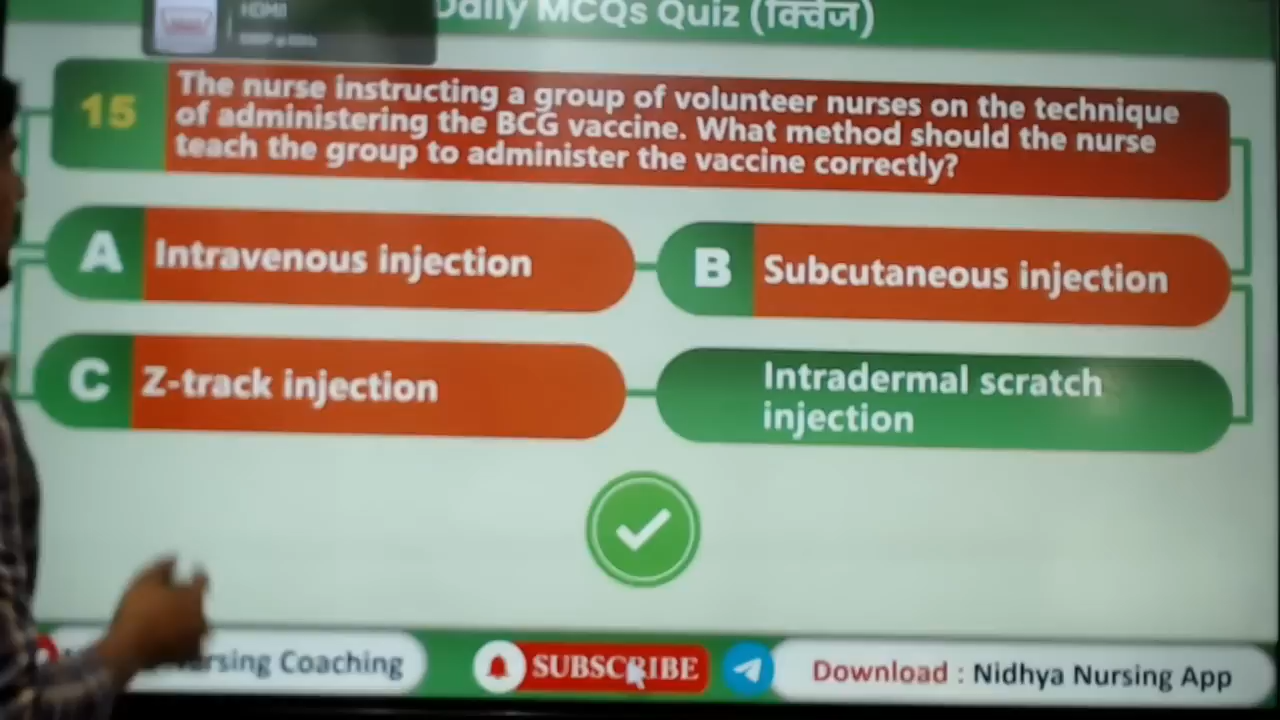 HDMI
Daily MCQs Quiz (क्विज)
15
The nurse instructing a group of volunteer nurses on the technique
of administering the BCG vaccine. What method should the nurse
teach the group to administer the vaccine correctly?
A Intravenous injection
B Subcutaneous injection
C Z-track injection
Intradermal scratch
injection
rsing Coaching
SUBSCRIBE
Download : Nidhya Nursing App